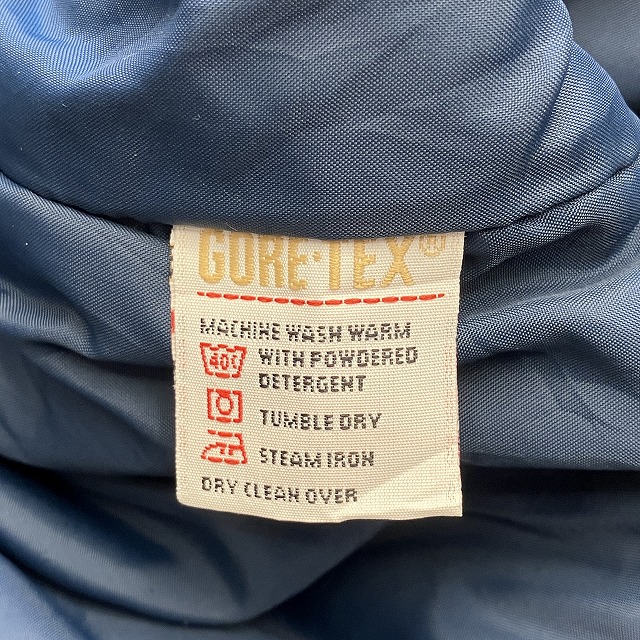 GORE-TEX®
MACHINE WASH WARM
40° WITH POWDERED
DETERGENT
TUMBLE DRY
STEAM IRON
DRY CLEAN OVER